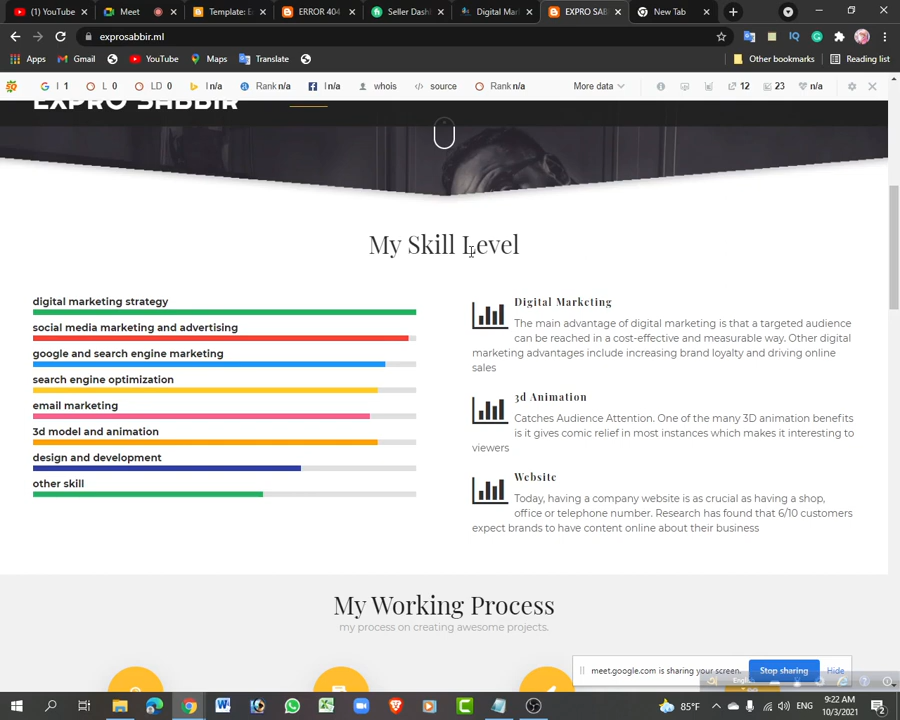 (1) YouTube
Meet
Template: E
ERROR 404
Seller Dash
Digital Mar
EXPRO SAB
New Tab
exprosabbir.ml
Apps
Gmail
YouTube
Maps
Translate
Other bookmarks
Reading list
I 1
L 0
LD 0
I n/a
Rank n/a
I n/a
whois
source
Rank n/a
More data
12
23
n/a
EXPRO SABBIR
My Skill Level
digital marketing strategy
social media marketing and advertising
google and search engine marketing
search engine optimization
email marketing
3d model and animation
design and development
other skill
Digital Marketing
The main advantage of digital marketing is that a targeted audience
can be reached in a cost-effective and measurable way. Other digital
marketing advantages include increasing brand loyalty and driving online
sales
3d Animation
Catches Audience Attention. One of the many 3D animation benefits
is it gives comic relief in most instances which makes it interesting to
viewers
Website
Today, having a company website is as crucial as having a shop,
office or telephone number. Research has found that 6/10 customers
expect brands to have content online about their business
My Working Process
my process on creating awesome projects.
meet.google.com is sharing your screen.
Stop sharing
Hide
85°F
ENG
9:22 AM
10/3/2021